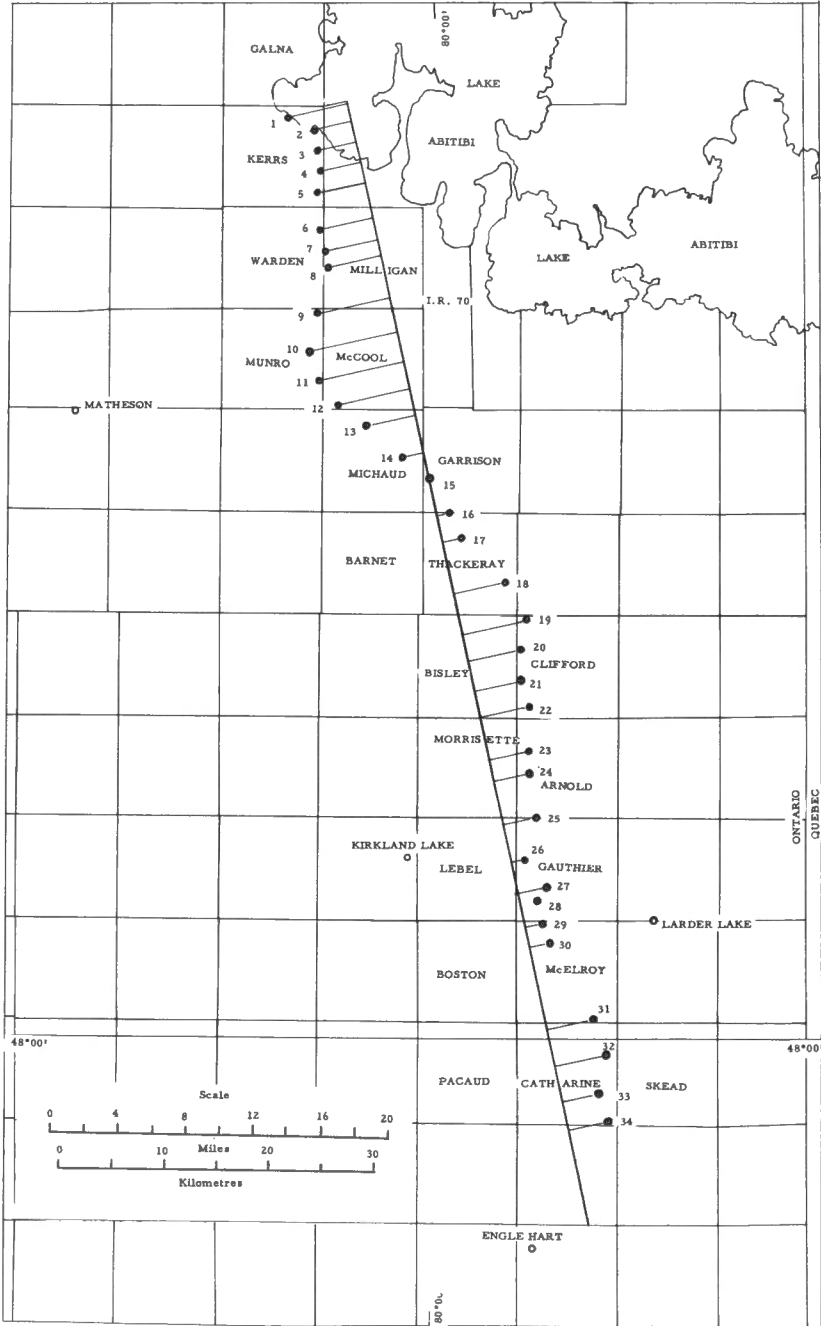 80°00'
GALNA
LAKE
1
2
ABITIBI
3
KERRS
4
5
6
ABITIBI
7
LAKE
WARDEN
8
MILLIGAN
I.R. 70
9
10
McCOOL
MUNRO
11
MATHESON
12
13
14
GARRISON
MICHAUD
15
16
17
BARNET
THACKERAY
18
19
20
CLIFFORD
BISLEY
21
22
MORRISETTE
23
24
ARNOLD
ONTARIO
QUEBEC
25
KIRKLAND LAKE
26
LEBEL
GAUTHIER
27
28
29
LARDER LAKE
30
BOSTON
McELROY
31
48°00'
32
48°00'
PACAUD
CATHARINE
SKEAD
33
34
Scale
0 4 8 12 16 20
Miles
0 10 20 30
Kilometres
ENGLE HART
80°00